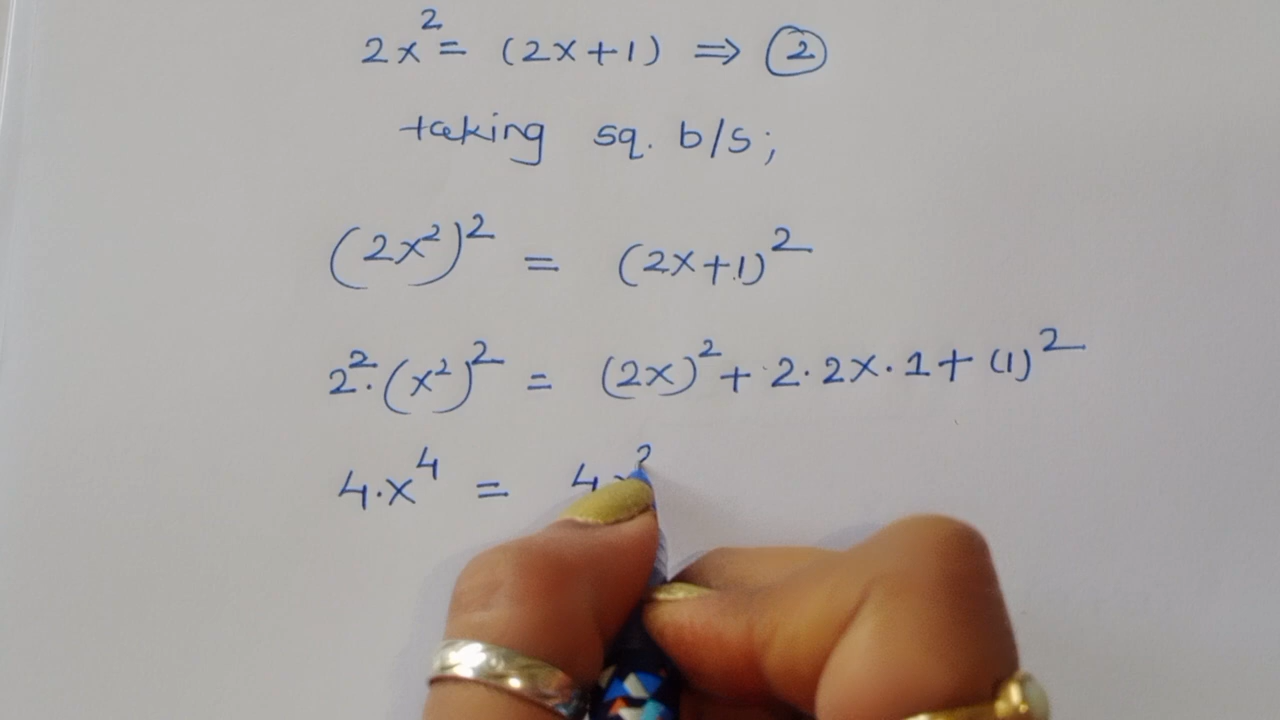 2x² = (2x+1) ⇒ ②
taking sq. b/s;
(2x²)² = (2x+1)²
2²·(x²)² = (2x)² + 2·2x·1 + (1)²
4·x⁴ = 4x²